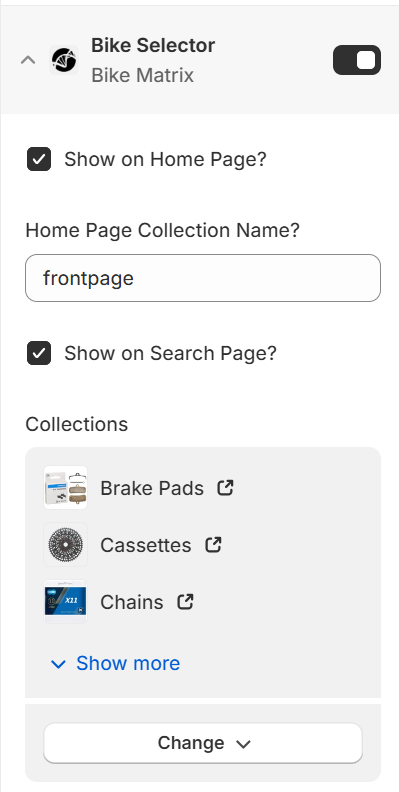 Bike Selector
Bike Matrix
Show on Home Page?
Home Page Collection Name?
frontpage
Show on Search Page?
Collections
Brake Pads
Cassettes
X11
Chains
Show more
Change